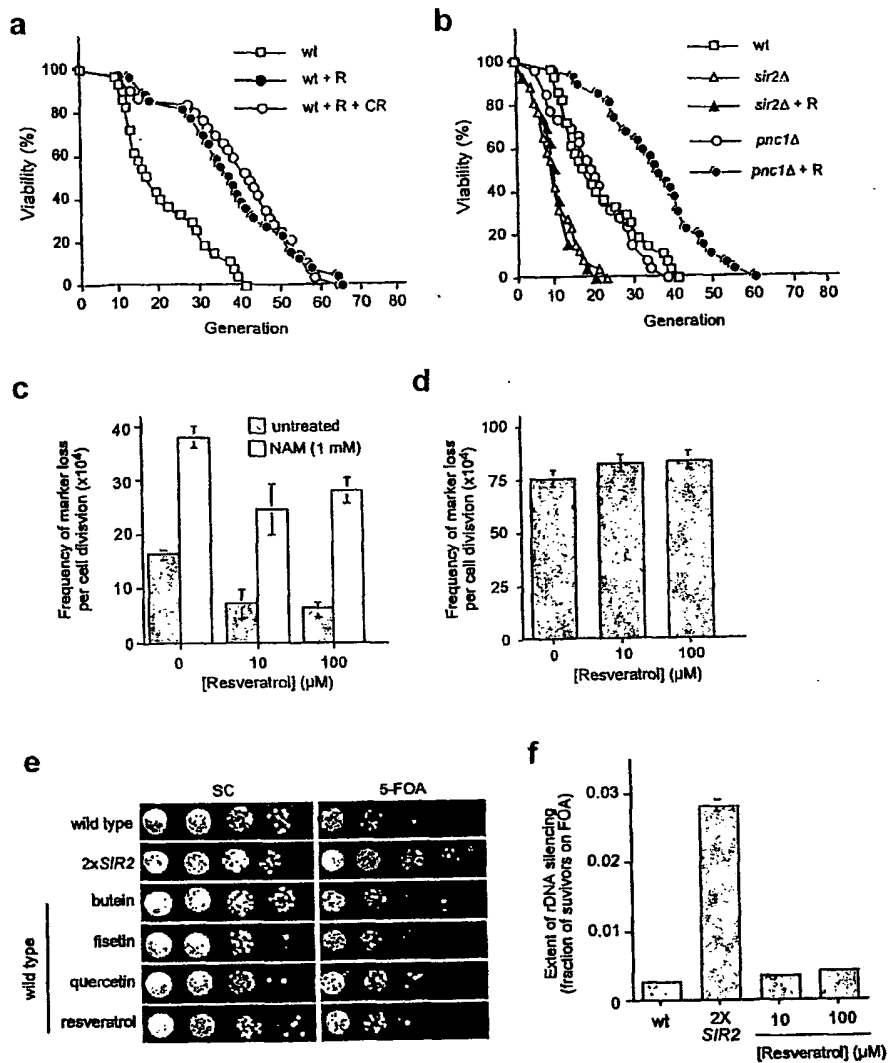 a
100
80
60
40
20
0
Viability (%)
0 10 20 30 40 50 60 70 80
Generation
wt
wt + R
wt + R + CR
b
100
80
60
40
20
0
Viability (%)
0 10 20 30 40 50 60 70 80
Generation
wt
sir2Δ
sir2Δ + R
pnc1Δ
pnc1Δ + R
c
Frequency of marker loss
per cell divisvion (x10⁴)
40
30
20
10
0
untreated
NAM (1 mM)
0 10 100
[Resveratrol] (µM)
d
Frequency of marker loss
per cell divisvion (x10⁴)
100
75
50
25
0
0 10 100
[Resveratrol] (µM)
e
SC 5-FOA
wild type
2xSIR2
butein
fisetin
quercetin
resveratrol
wild type
f
Extent of rDNA silencing
(fraction of suvivors on FOA)
0.03
0.02
0.01
0
wt 2X 10 100
SIR2
[Resveratrol] (µM)